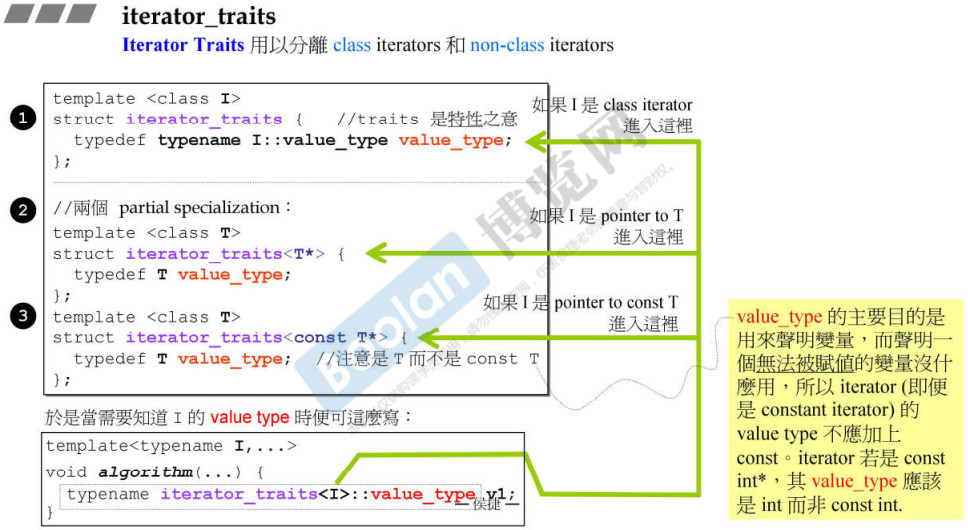 iterator_traits
Iterator Traits 用以分離 class iterators 和 non-class iterators
1
template <class I>
struct iterator_traits { //traits 是特性之意
typedef typename I::value_type value_type;
};
如果 I 是 class iterator
進入這裡
2
//兩個 partial specialization：
template <class T>
struct iterator_traits<T*> {
typedef T value_type;
};
如果 I 是 pointer to T
進入這裡
3
template <class T>
struct iterator_traits<const T*> {
typedef T value_type; //注意是 T 而不是 const T
};
如果 I 是 pointer to const T
進入這裡
value_type 的主要目的是
用來聲明變量，而聲明一
個無法被賦值的變量沒什
麼用，所以 iterator (即便
是 constant iterator) 的
value type 不應加上
const。iterator 若是 const
int*，其 value_type 應該
是 int 而非 const int.
於是當需要知道 I 的 value type 時便可這麼寫：
template<typename I,...>
void algorithm(...) {
typename iterator_traits<I>::value_type v1;
}
侯捷
Boolan
博览网